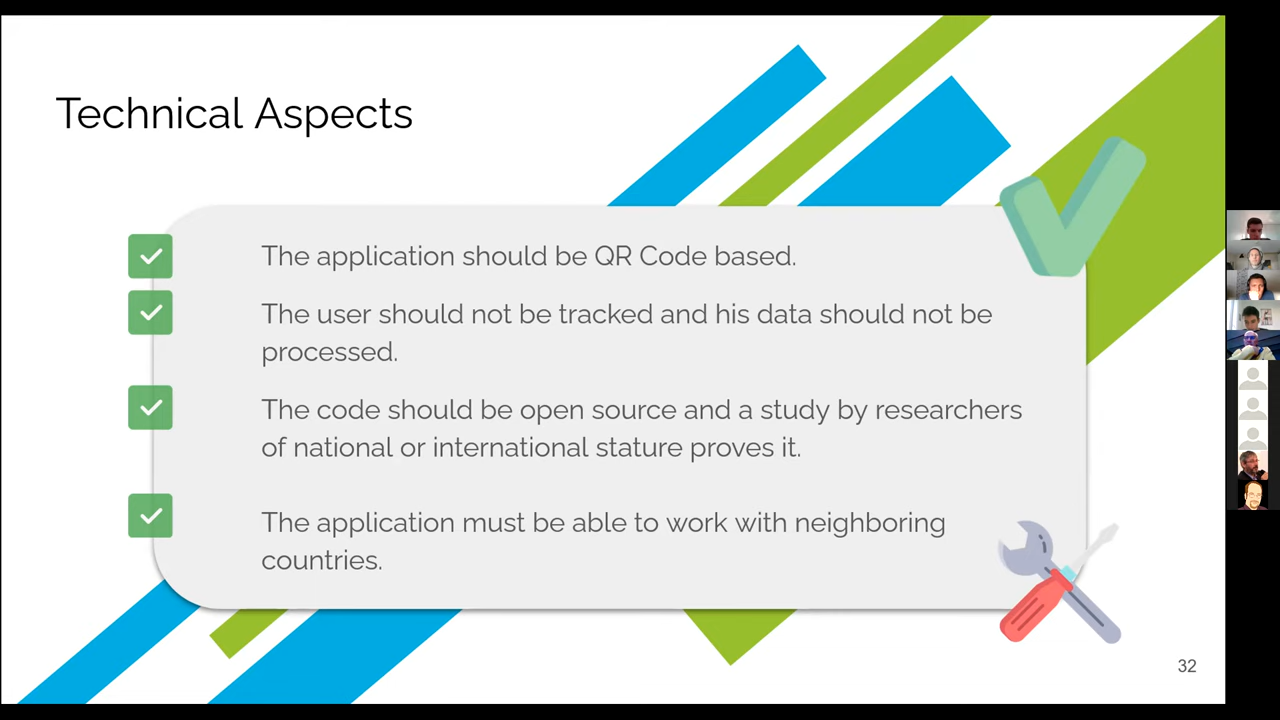 Technical Aspects
The application should be QR Code based.
The user should not be tracked and his data should not be
processed.
The code should be open source and a study by researchers
of national or international stature proves it.
The application must be able to work with neighboring
countries.
32